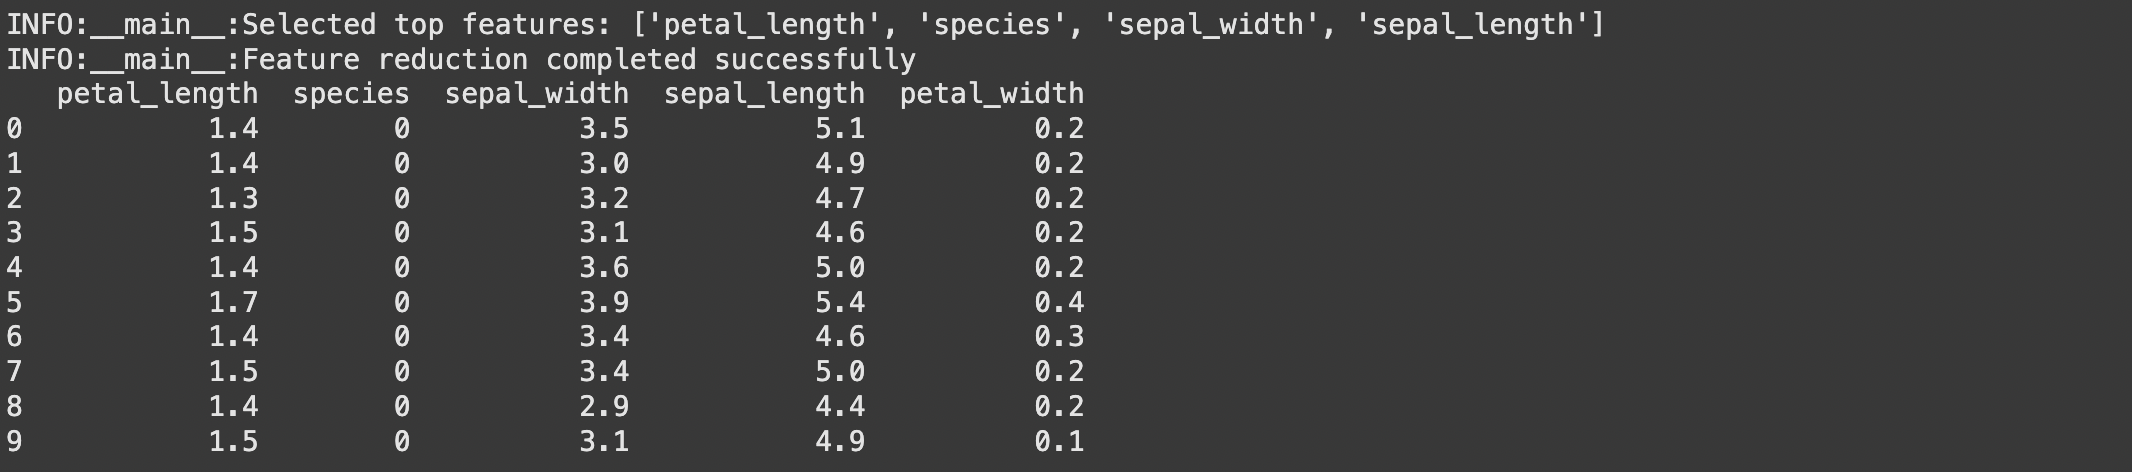 INFO:__main__:Selected top features: ['petal_length', 'species', 'sepal_width', 'sepal_length']
INFO:__main__:Feature reduction completed successfully
   petal_length  species  sepal_width  sepal_length  petal_width
0           1.4        0          3.5           5.1          0.2
1           1.4        0          3.0           4.9          0.2
2           1.3        0          3.2           4.7          0.2
3           1.5        0          3.1           4.6          0.2
4           1.4        0          3.6           5.0          0.2
5           1.7        0          3.9           5.4          0.4
6           1.4        0          3.4           4.6          0.3
7           1.5        0          3.4           5.0          0.2
8           1.4        0          2.9           4.4          0.2
9           1.5        0          3.1           4.9          0.1